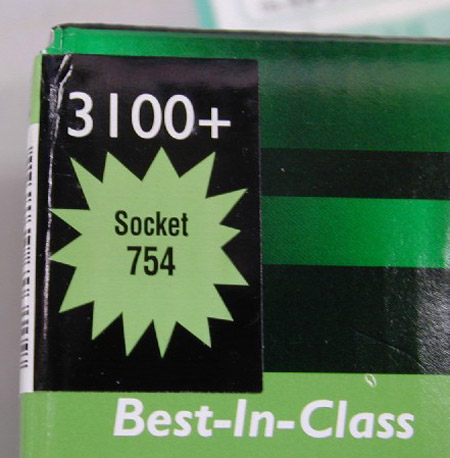 3100+
Socket
754
Best-In-Class